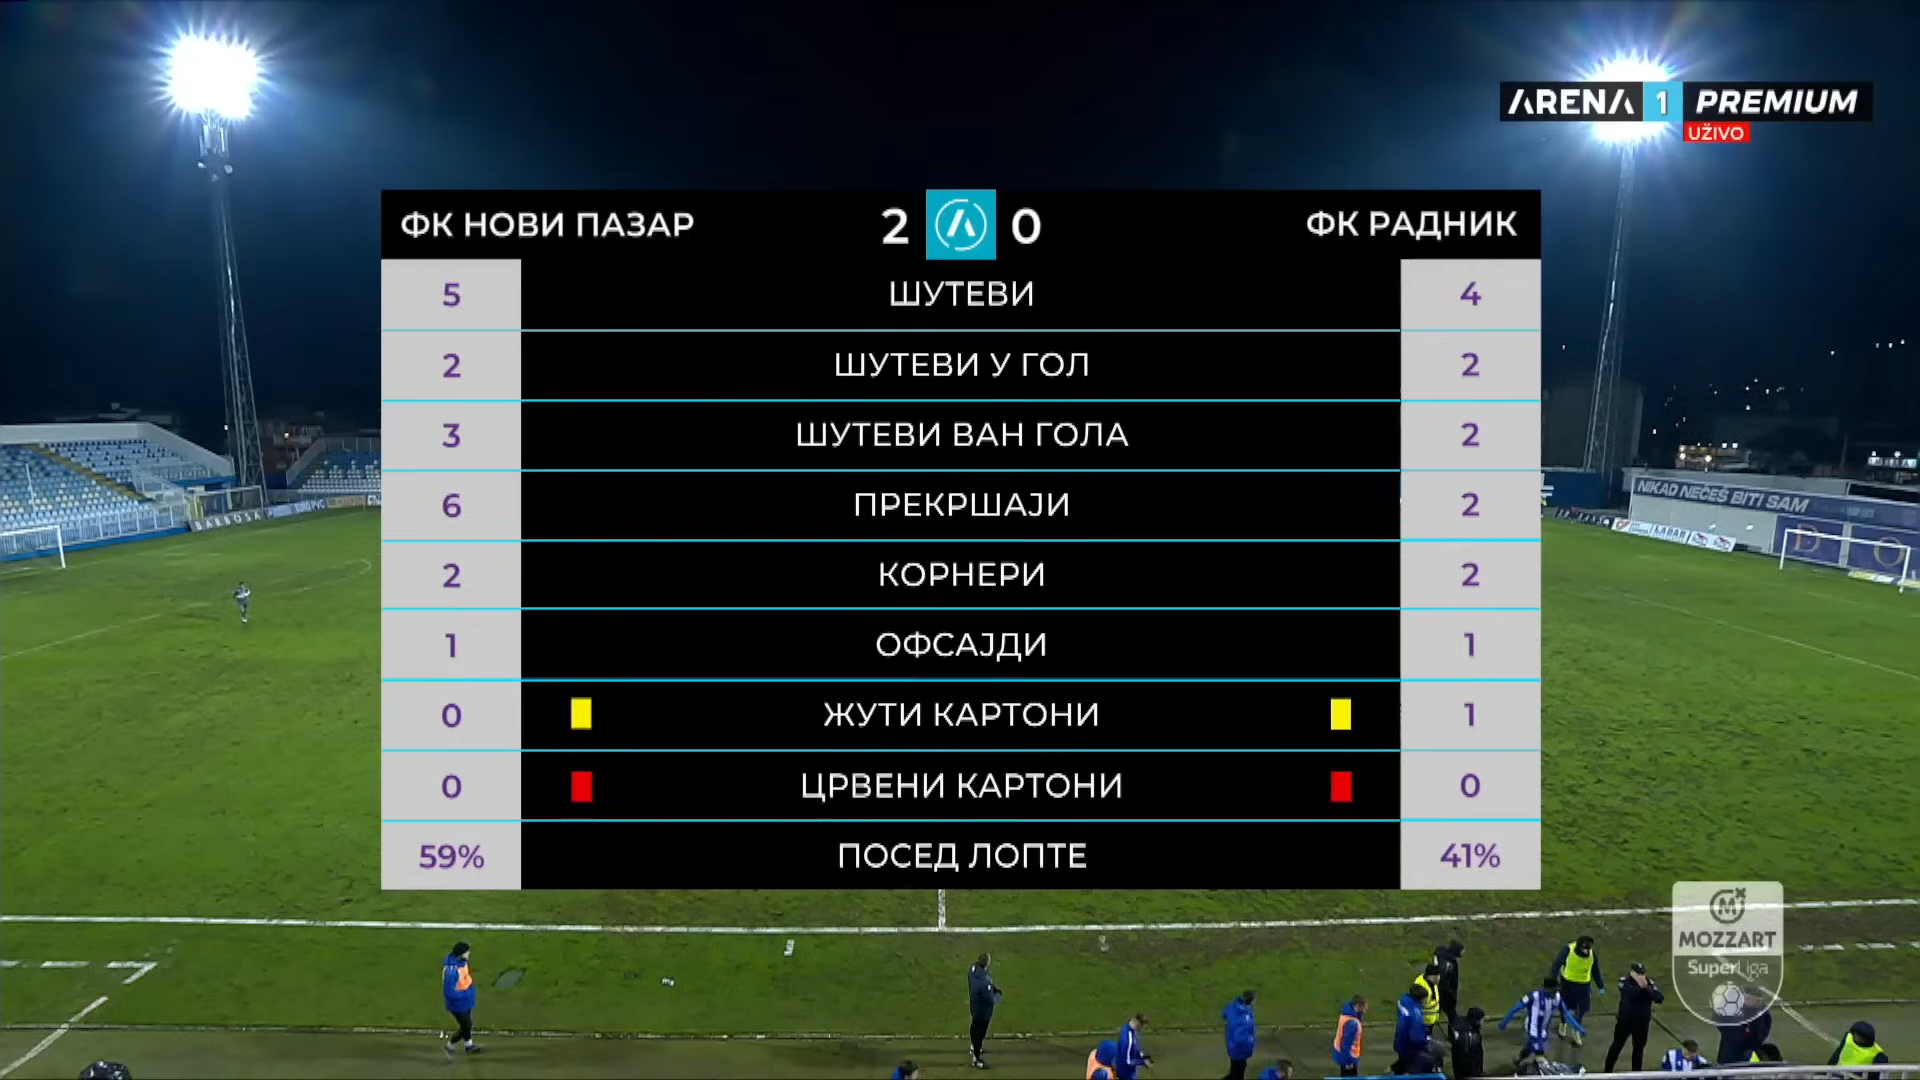 ARENA 1 PREMIUM
UŽIVO
ФК НОВИ ПАЗАР 2 0 ФК РАДНИК
5 ШУТЕВИ 4
2 ШУТЕВИ У ГОЛ 2
3 ШУТЕВИ ВАН ГОЛА 2
6 ПРЕКРШАЈИ 2
2 КОРНЕРИ 2
1 ОФСАЈДИ 1
0 ЖУТИ КАРТОНИ 1
0 ЦРВЕНИ КАРТОНИ 0
59% ПОСЕД ЛОПТЕ 41%
NIKAD NEĆEŠ BITI SAM
BARBOSA
MOZZART
SuperLiga